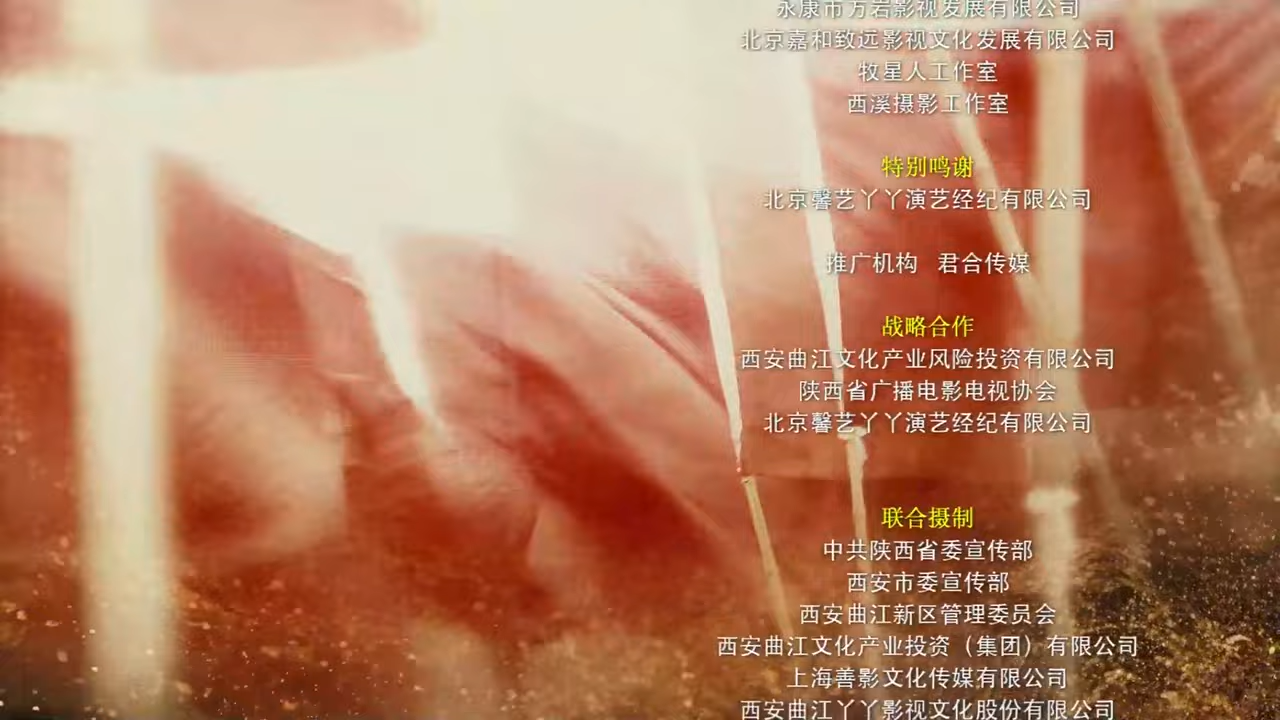 永康市方岩影视发展有限公司
北京嘉和致远影视文化发展有限公司
牧星人工作室
西溪摄影工作室
特别鸣谢
北京馨艺丫丫演艺经纪有限公司
推广机构 君合传媒
战略合作
西安曲江文化产业风险投资有限公司
陕西省广播电影电视协会
北京馨艺丫丫演艺经纪有限公司
联合摄制
中共陕西省委宣传部
西安市委宣传部
西安曲江新区管理委员会
西安曲江文化产业投资（集团）有限公司
上海善影文化传媒有限公司
西安曲江丫丫影视文化股份有限公司